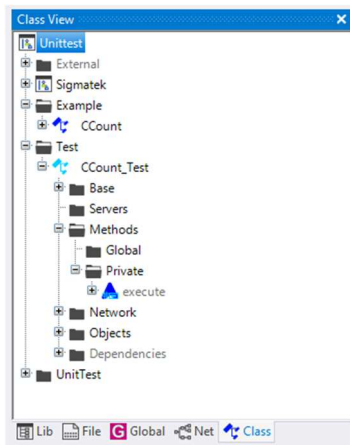 Class View
Unittest
External
Sigmatek
Example
CCount
Test
CCount_Test
Base
Servers
Methods
Global
Private
execute
Network
Objects
Dependencies
UnitTest
Lib File G Global Net Class